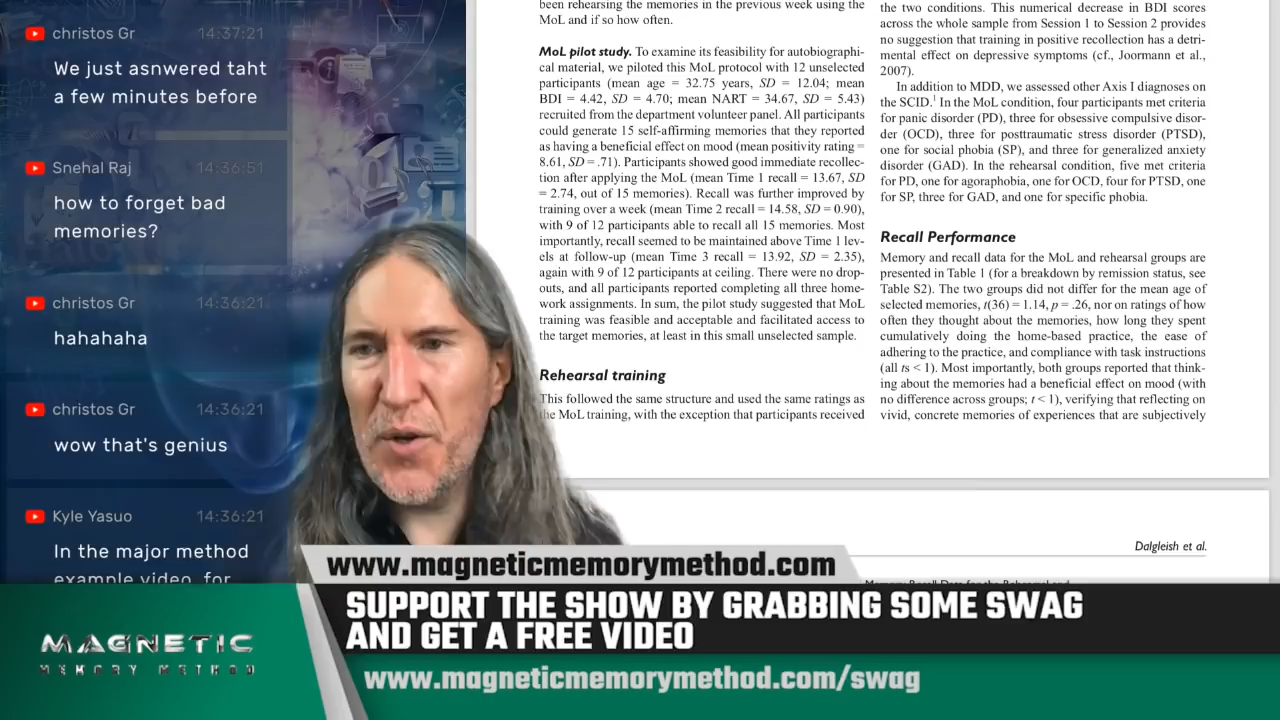 christos Gr 14:37:21
We just asnwered taht
a few minutes before
Snehal Raj 14:36:51
how to forget bad
memories?
christos Gr 14:36:21
hahahaha
christos Gr 14:36:21
wow that's genius
Kyle Yasuo 14:36:21
In the major method
example video, for
been rehearsing the memories in the previous week using the
MoL and if so how often.
MoL pilot study. To examine its feasibility for autobiographi-
cal material, we piloted this MoL protocol with 12 unselected
participants (mean age = 32.75 years, SD = 12.04; mean
BDI = 4.42, SD = 4.70; mean NART = 34.67, SD = 5.43)
recruited from the department volunteer panel. All participants
could generate 15 self-affirming memories that they reported
as having a beneficial effect on mood (mean positivity rating =
8.61, SD = .71). Participants showed good immediate recollec-
tion after applying the MoL (mean Time 1 recall = 13.67, SD
= 2.74, out of 15 memories). Recall was further improved by
training over a week (mean Time 2 recall = 14.58, SD = 0.90),
with 9 of 12 participants able to recall all 15 memories. Most
importantly, recall seemed to be maintained above Time 1 lev-
els at follow-up (mean Time 3 recall = 13.92, SD = 2.35),
again with 9 of 12 participants at ceiling. There were no drop-
outs, and all participants reported completing all three home-
work assignments. In sum, the pilot study suggested that MoL
training was feasible and acceptable and facilitated access to
the target memories, at least in this small unselected sample.
Rehearsal training
This followed the same structure and used the same ratings as
the MoL training, with the exception that participants received
the two conditions. This numerical decrease in BDI scores
across the whole sample from Session 1 to Session 2 provides
no suggestion that training in positive recollection has a detri-
mental effect on depressive symptoms (cf., Joormann et al.,
2007).
In addition to MDD, we assessed other Axis I diagnoses on
the SCID.1 In the MoL condition, four participants met criteria
for panic disorder (PD), three for obsessive compulsive disor-
der (OCD), three for posttraumatic stress disorder (PTSD),
one for social phobia (SP), and three for generalized anxiety
disorder (GAD). In the rehearsal condition, five met criteria
for PD, one for agoraphobia, one for OCD, four for PTSD, one
for SP, three for GAD, and one for specific phobia.
Recall Performance
Memory and recall data for the MoL and rehearsal groups are
presented in Table 1 (for a breakdown by remission status, see
Table S2). The two groups did not differ for the mean age of
selected memories, t(36) = 1.14, p = .26, nor on ratings of how
often they thought about the memories, how long they spent
cumulatively doing the home-based practice, the ease of
adhering to the practice, and compliance with task instructions
(all ts < 1). Most importantly, both groups reported that think-
ing about the memories had a beneficial effect on mood (with
no difference across groups; t < 1), verifying that reflecting on
vivid, concrete memories of experiences that are subjectively
Dalgleish et al.
www.magneticmemorymethod.com
SUPPORT THE SHOW BY GRABBING SOME SWAG
AND GET A FREE VIDEO
www.magneticmemorymethod.com/swag
MAGNETIC
MEMORY METHOD